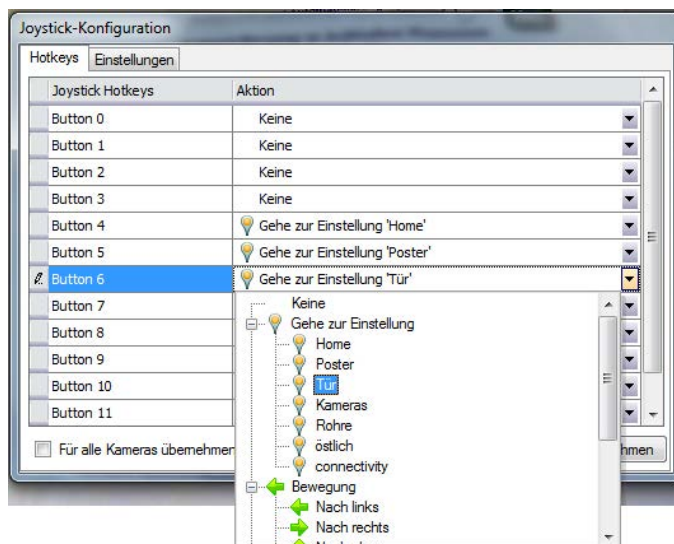 Joystick-Konfiguration
Hotkeys Einstellungen
Joystick Hotkeys Aktion
Button 0 Keine
Button 1 Keine
Button 2 Keine
Button 3 Keine
Button 4 Gehe zur Einstellung 'Home'
Button 5 Gehe zur Einstellung 'Poster'
Button 6 Gehe zur Einstellung 'Tür'
Button 7
Button 8
Button 9
Button 10
Button 11
Keine
Gehe zur Einstellung
Home
Poster
Tür
Kameras
Rohre
östlich
connectivity
Bewegung
Nach links
Nach rechts
Für alle Kameras übernehmen
hmen